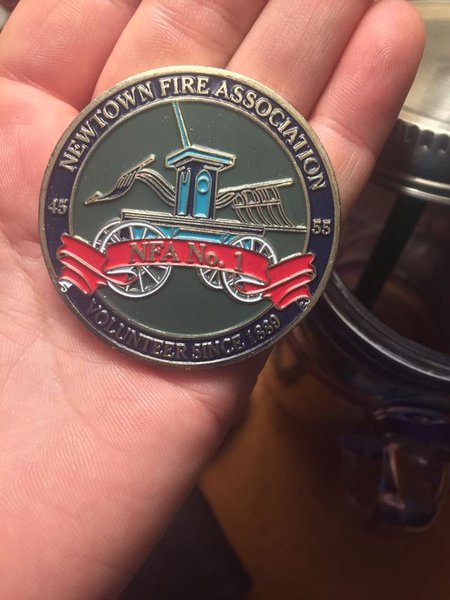 NEWTOWN FIRE ASSOCIATION
45
55
NFA No. 1
VOLUNTEER SINCE 1889